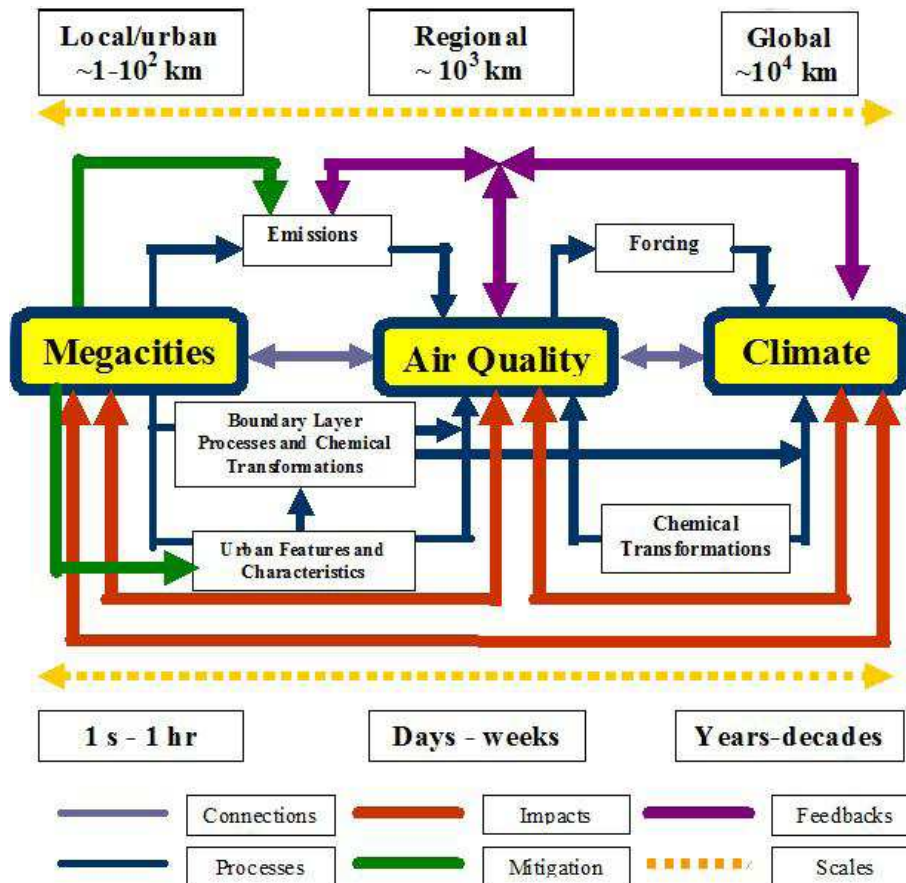 Local/urban
~1-10² km
Regional
~ 10³ km
Global
~10⁴ km
Emissions
Forcing
Megacities
Air Quality
Climate
Boundary Layer
Processes and Chemical
Transformations
Urban Features and
Characteristics
Chemical
Transformations
1 s - 1 hr
Days - weeks
Years-decades
Connections
Impacts
Feedbacks
Processes
Mitigation
Scales